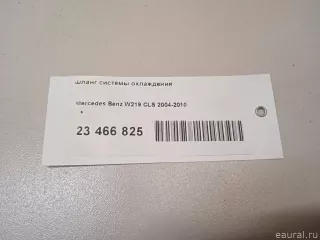 шланг системы охлаждения
Mercedes Benz W219 CLS 2004-2010
*
23 466 825
eaural.ru